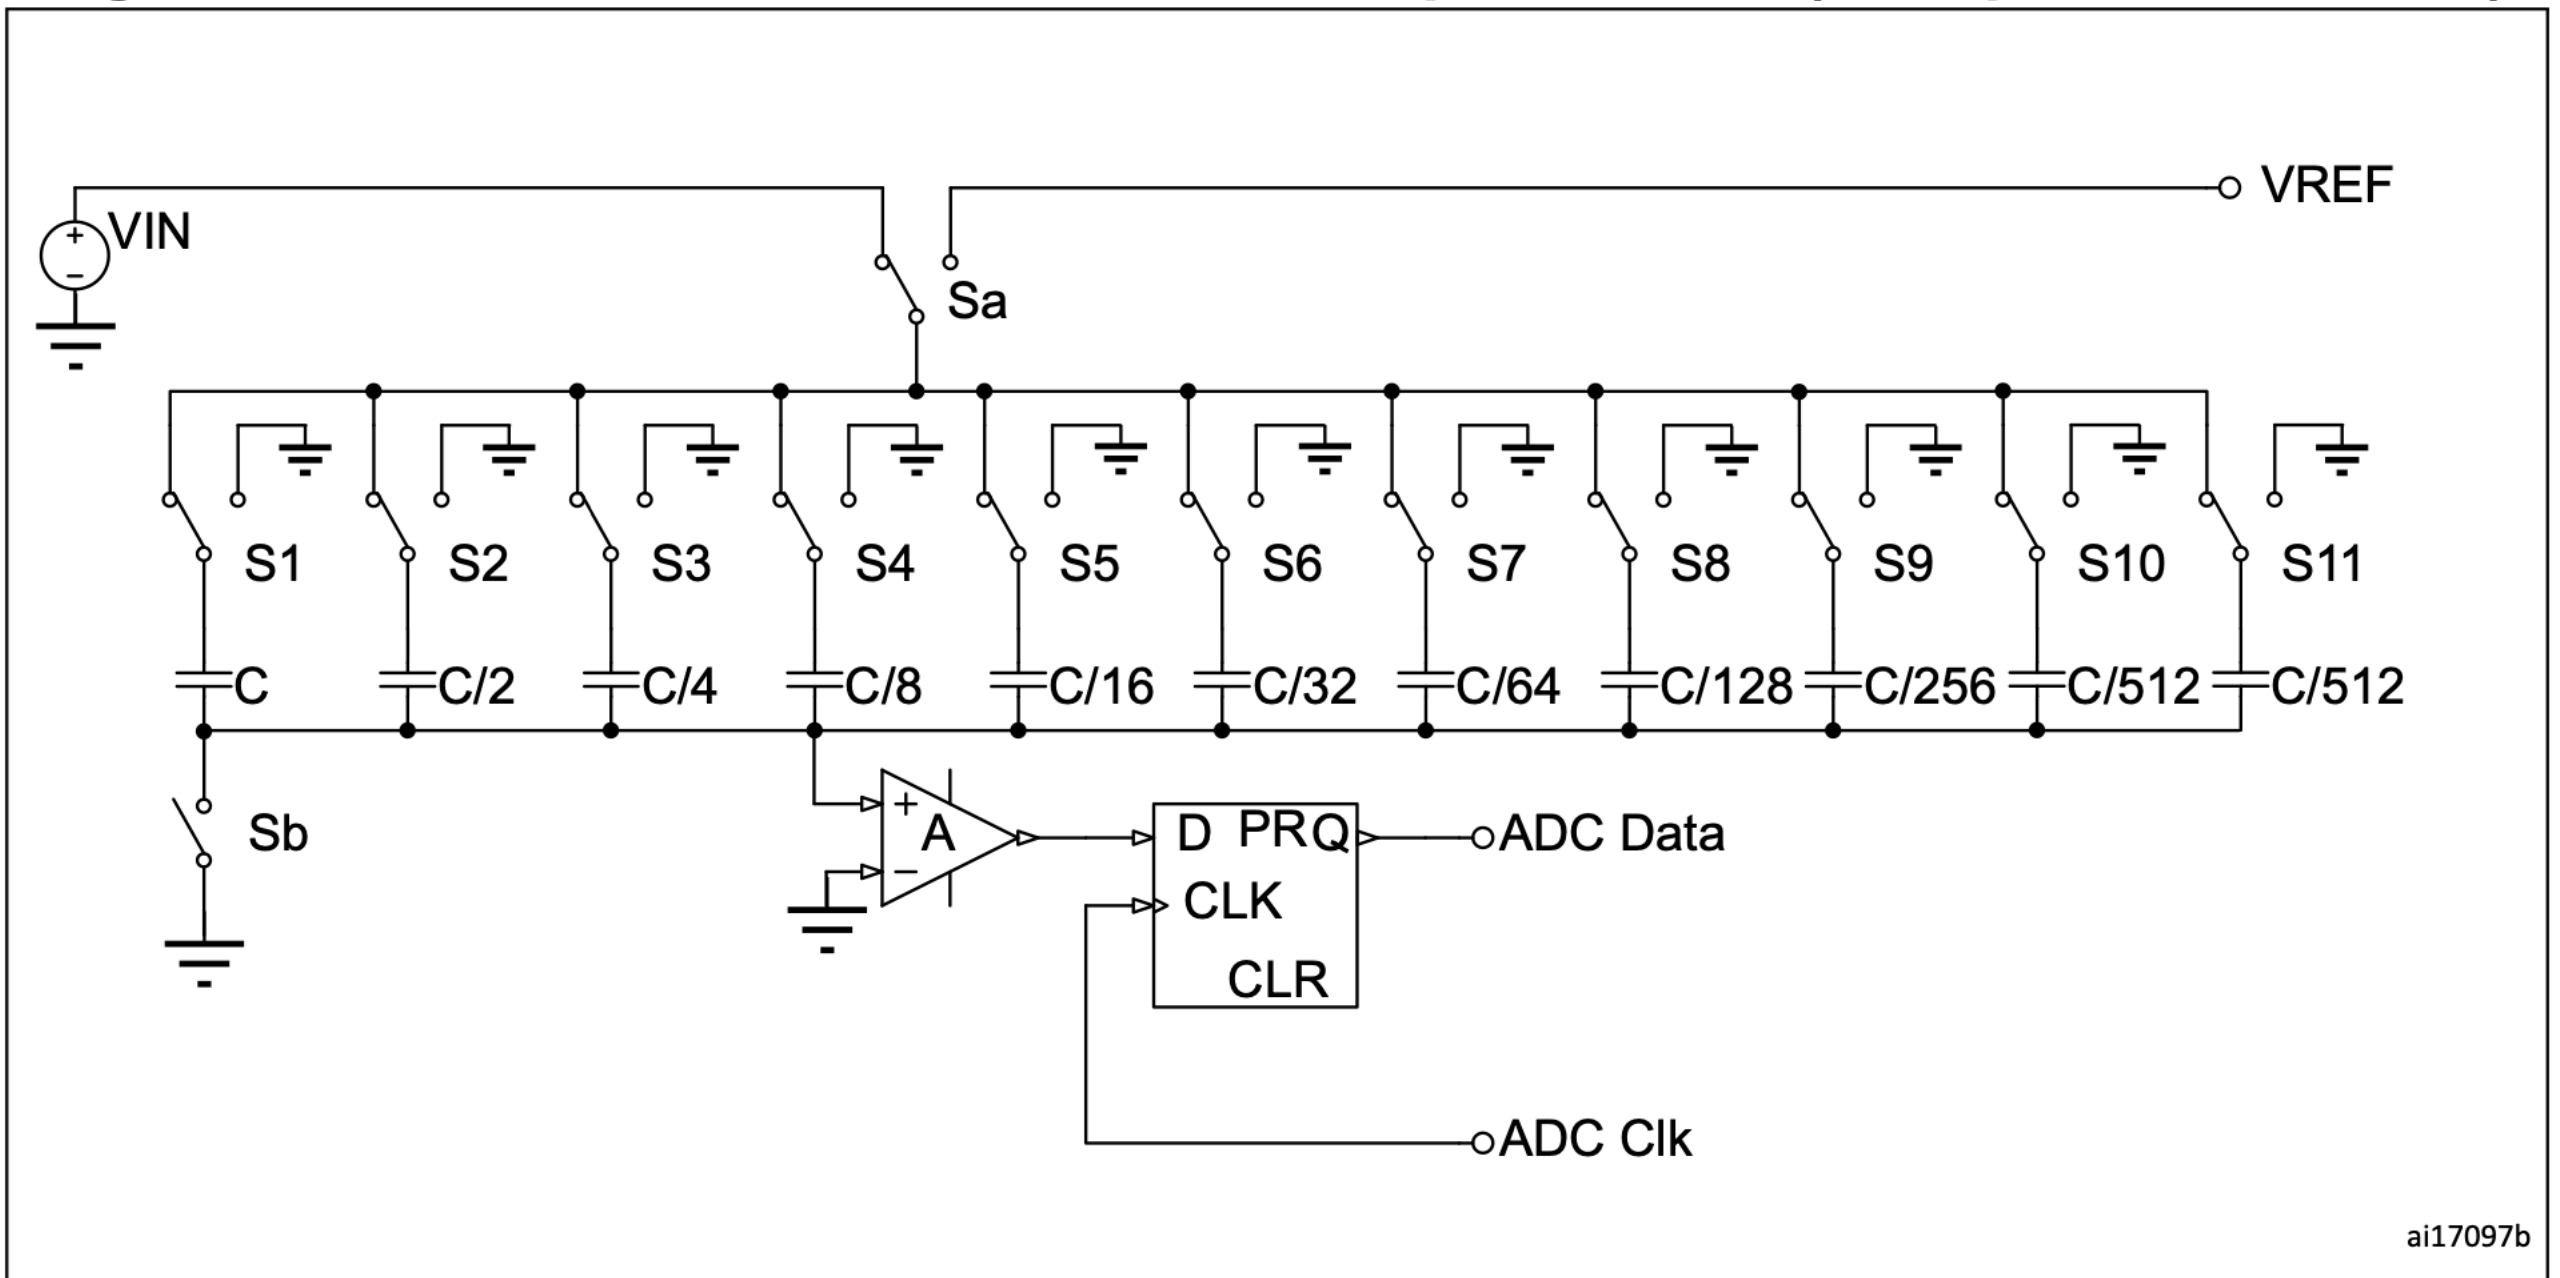 VREF
VIN
+
−
Sa
S1 S2 S3 S4 S5 S6 S7 S8 S9 S10 S11
C C/2 C/4 C/8 C/16 C/32 C/64 C/128 C/256 C/512 C/512
Sb
+
A
−
D PR Q
CLK
CLR
ADC Data
ADC Clk
ai17097b